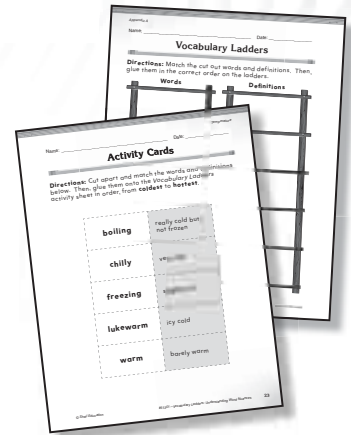 Name:
Date:
Vocabulary Ladders
Directions: Match the cut out words and definitions. Then,
glue them in the correct order on the ladders.
Words
Definitions
Name:
Date:
Activity Cards
Directions: Cut apart and match the words and definitions
below. Then, glue them onto the Vocabulary Ladders
activity sheet in order, from coldest to hottest.
boiling
really cold but
not frozen
chilly
freezing
lukewarm
icy cold
warm
barely warm